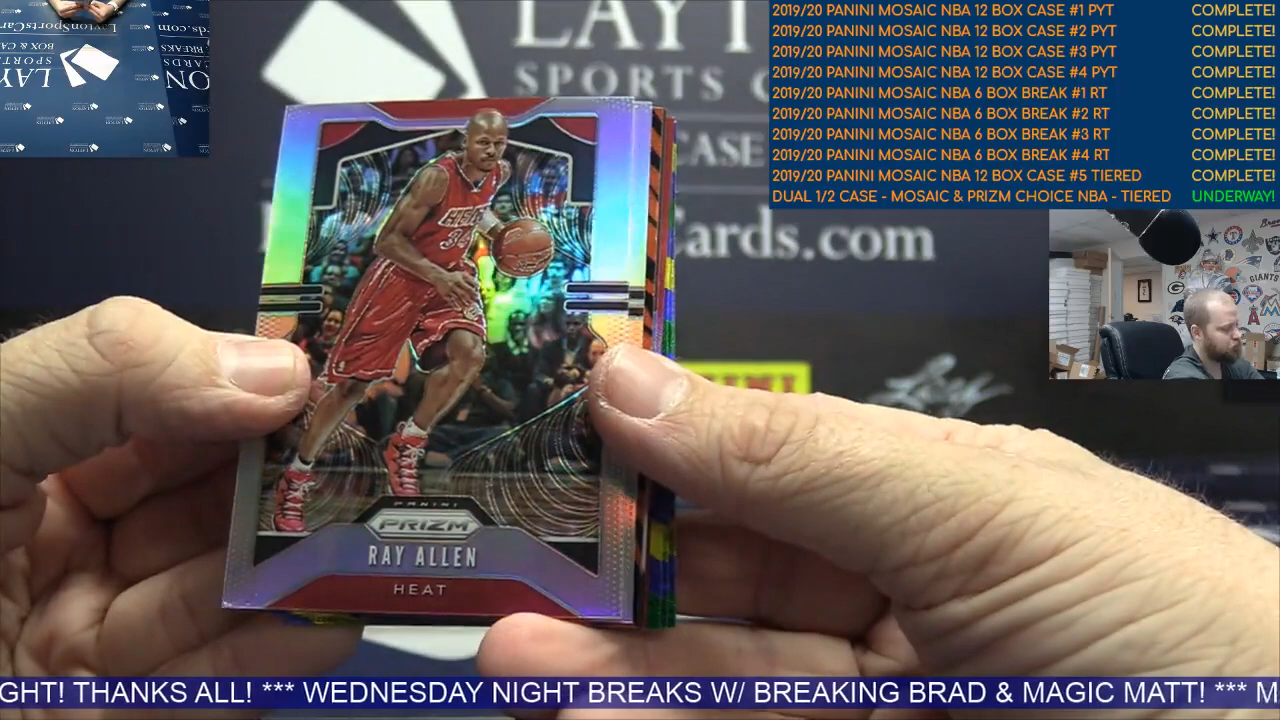 2019/20 PANINI MOSAIC NBA 12 BOX CASE #1 PYT COMPLETE!
2019/20 PANINI MOSAIC NBA 12 BOX CASE #2 PYT COMPLETE!
2019/20 PANINI MOSAIC NBA 12 BOX CASE #3 PYT COMPLETE!
2019/20 PANINI MOSAIC NBA 12 BOX CASE #4 PYT COMPLETE!
2019/20 PANINI MOSAIC NBA 6 BOX BREAK #1 RT COMPLETE!
2019/20 PANINI MOSAIC NBA 6 BOX BREAK #2 RT COMPLETE!
2019/20 PANINI MOSAIC NBA 6 BOX BREAK #3 RT COMPLETE!
2019/20 PANINI MOSAIC NBA 6 BOX BREAK #4 RT COMPLETE!
2019/20 PANINI MOSAIC NBA 12 BOX CASE #5 TIERED COMPLETE!
DUAL 1/2 CASE - MOSAIC & PRIZM CHOICE NBA - TIERED UNDERWAY!
LAYT
SPORTS C
CASE
Cards.com
GIANTS
HEAT
34
Leaf
PANINI
PRIZM
RAY ALLEN
HEAT
GHT! THANKS ALL! *** WEDNESDAY NIGHT BREAKS W/ BREAKING BRAD & MAGIC MATT! *** M